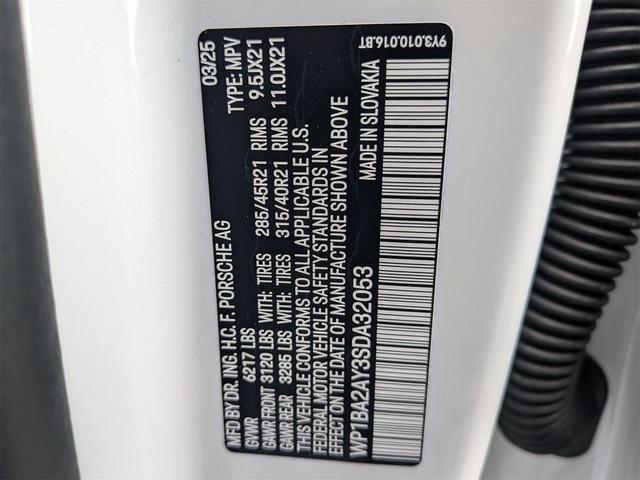 MFD BY DR. ING. H.C. F. PORSCHE AG 03/25
GVWR 6217 LBS TYPE: MPV
GAWR FRONT 3120 LBS WITH: TIRES 285/45R21 RIMS 9.5JX21
GAWR REAR 3285 LBS WITH: TIRES 315/40R21 RIMS 11.0JX21
THIS VEHICLE CONFORMS TO ALL APPLICABLE U.S.
FEDERAL MOTOR VEHICLE SAFETY STANDARDS IN
EFFECT ON THE DATE OF MANUFACTURE SHOWN ABOVE
WP1BA2AY3SDA32053 MADE IN SLOVAKIA
9Y3.010.016.BT